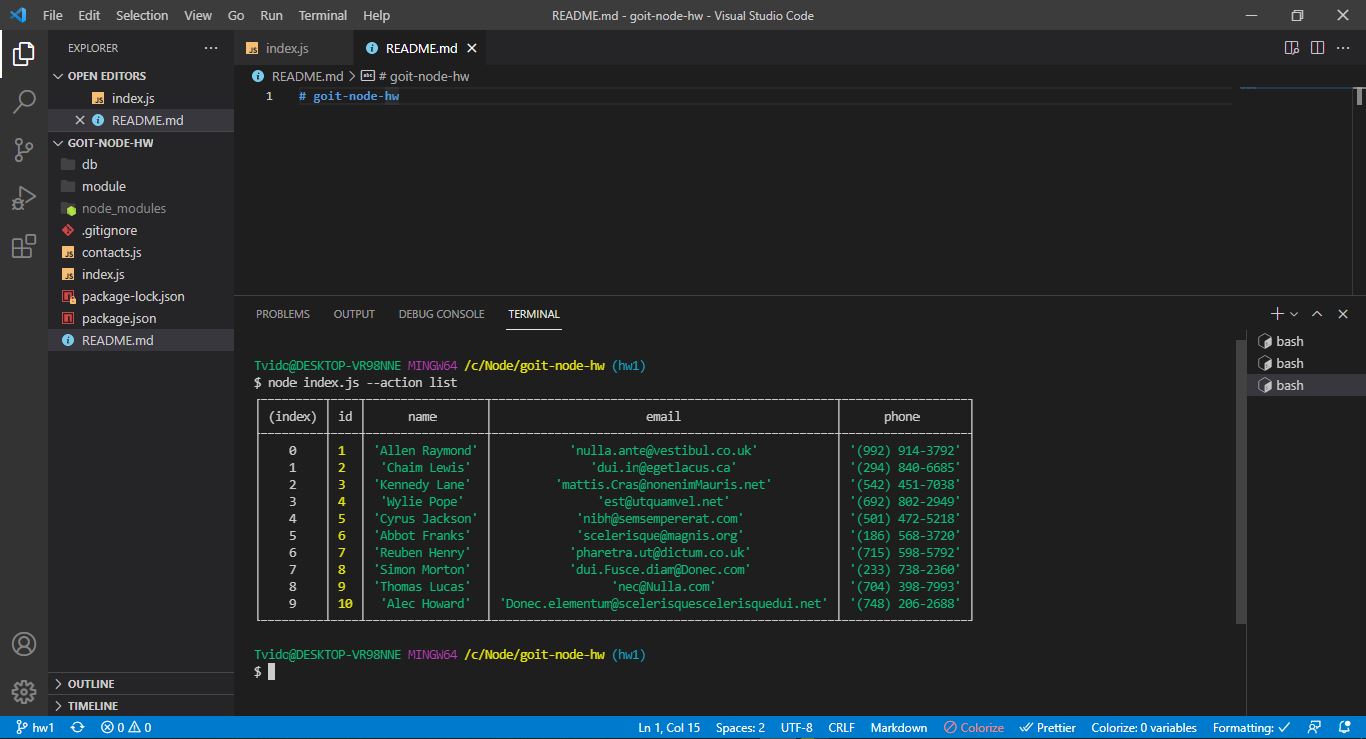 File Edit Selection View Go Run Terminal Help README.md - goit-node-hw - Visual Studio Code
EXPLORER
OPEN EDITORS
JS index.js
README.md
GOIT-NODE-HW
db
module
node_modules
.gitignore
JS contacts.js
JS index.js
package-lock.json
package.json
README.md
OUTLINE
TIMELINE
JS index.js README.md
README.md > abc # goit-node-hw
1 # goit-node-hw
PROBLEMS OUTPUT DEBUG CONSOLE TERMINAL
bash
bash
bash
Tvido@DESKTOP-VR98NNE MINGW64 /c/Node/goit-node-hw (hw1)
$ node index.js --action list
(index) id name email phone
0 1 'Allen Raymond' 'nulla.ante@vestibul.co.uk' '(992) 914-3792'
1 2 'Chaim Lewis' 'dui.in@egetlacus.ca' '(294) 840-6685'
2 3 'Kennedy Lane' 'mattis.Cras@nonenimMauris.net' '(542) 451-7038'
3 4 'Wylie Pope' 'est@utquamvel.net' '(692) 802-2949'
4 5 'Cyrus Jackson' 'nibh@semsempererat.com' '(501) 472-5218'
5 6 'Abbot Franks' 'scelerisque@magnis.org' '(186) 568-3720'
6 7 'Reuben Henry' 'pharetra.ut@dictum.co.uk' '(715) 598-5792'
7 8 'Simon Morton' 'dui.Fusce.diam@Donec.com' '(233) 738-2360'
8 9 'Thomas Lucas' 'nec@Nulla.com' '(704) 398-7993'
9 10 'Alec Howard' 'Donec.elementum@scelerisquescelerisquedui.net' '(748) 206-2688'
Tvido@DESKTOP-VR98NNE MINGW64 /c/Node/goit-node-hw (hw1)
$
hw1 0 0 Ln 1, Col 15 Spaces: 2 UTF-8 CRLF Markdown Colorize Prettier Colorize: 0 variables Formatting: ✓